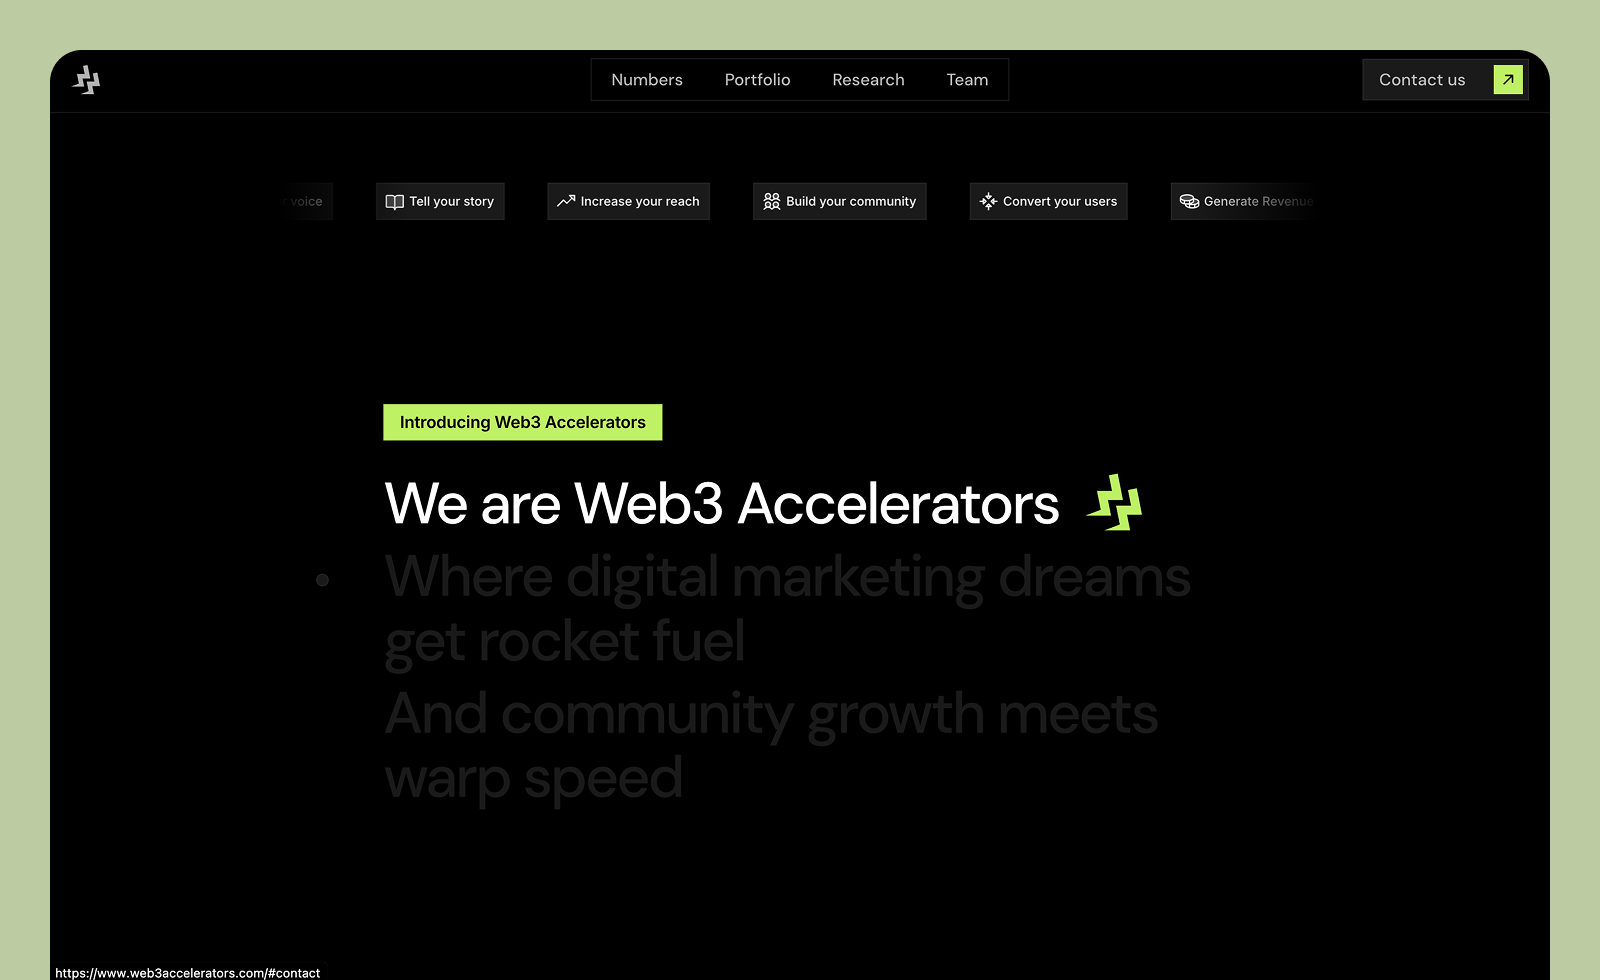 Numbers Portfolio Research Team
Contact us
voice
Tell your story
Increase your reach
Build your community
Convert your users
Generate Revenue
Introducing Web3 Accelerators
We are Web3 Accelerators
Where digital marketing dreams
get rocket fuel
And community growth meets
warp speed
https://www.web3accelerators.com/#contact